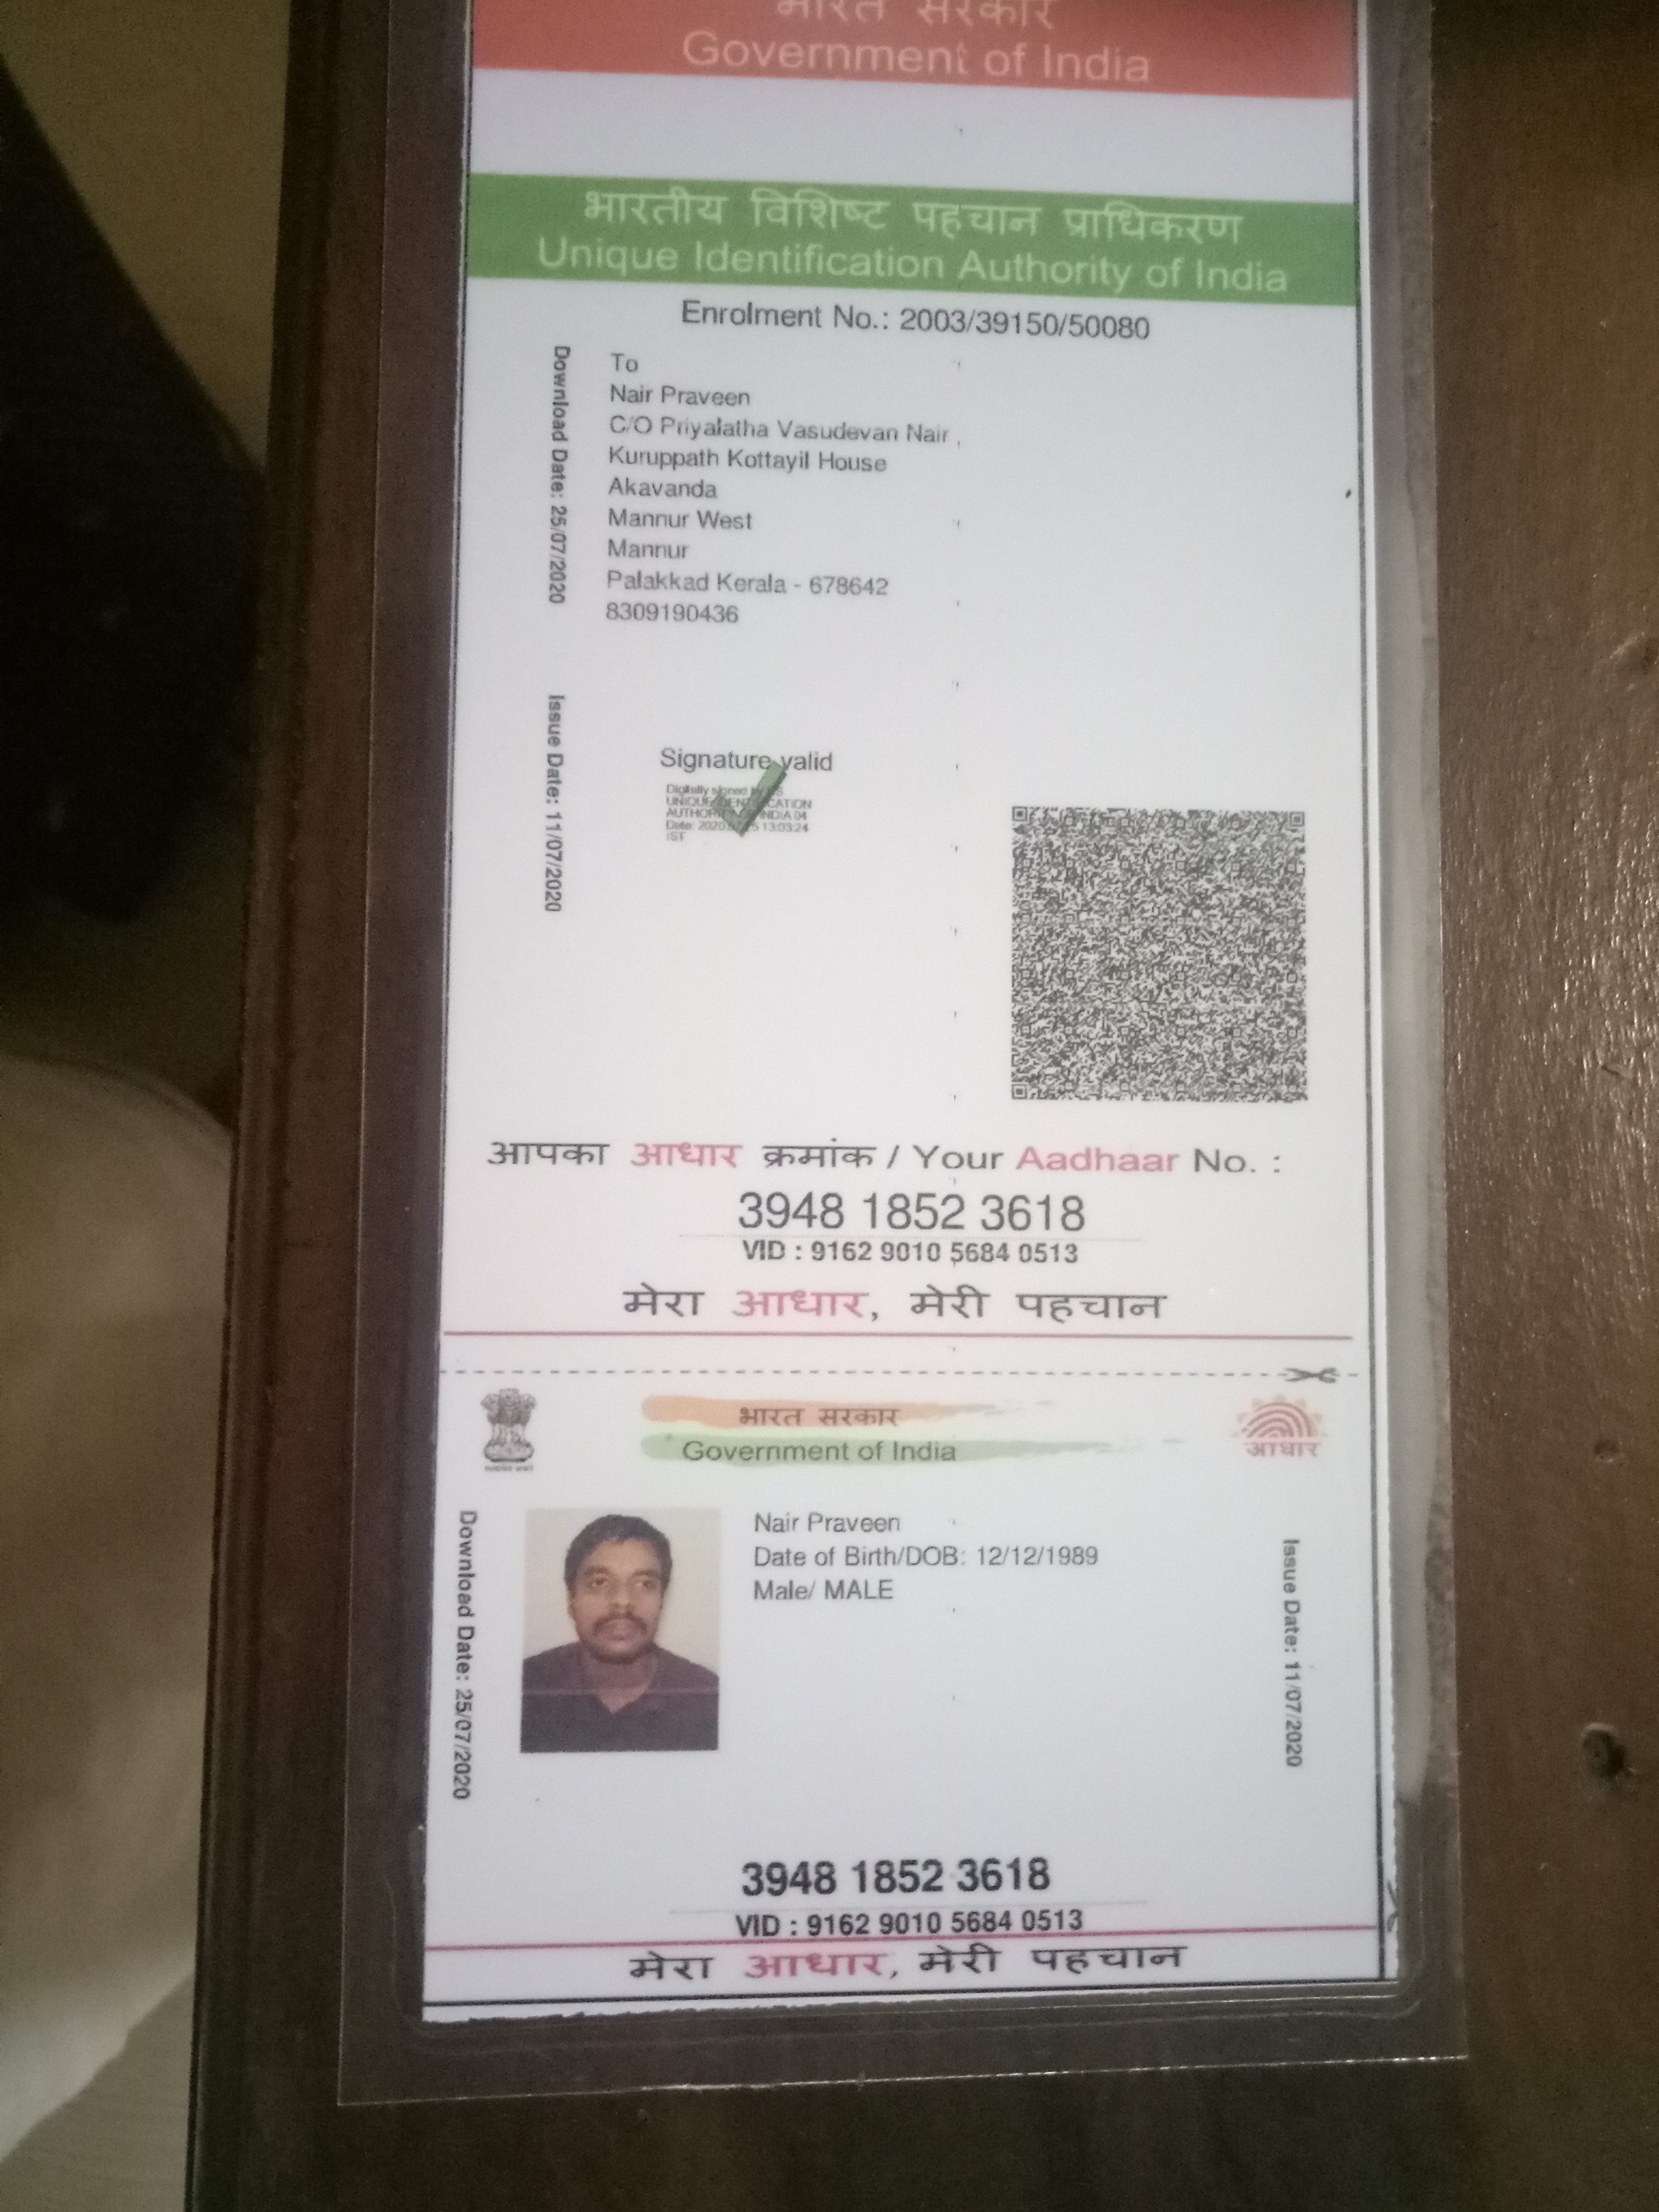 भारत सरकार
Government of India
भारतीय विशिष्ट पहचान प्राधिकरण
Unique Identification Authority of India
Enrolment No.: 2003/39150/50080
Download Date: 25/07/2020
To
Nair Praveen
C/O Priyalatha Vasudevan Nair ,
Kuruppath Kottayil House
Akavanda
Mannur West
Mannur
Palakkad Kerala - 678642
8309190436
Issue Date: 11/07/2020
Signature valid
Digitally signed
UNIQUE IDENTIFICATION
AUTHORITY OF INDIA 04
Date: 13:03:24
IST
आपका आधार क्रमांक / Your Aadhaar No. :
3948 1852 3618
VID : 9162 9010 5684 0513
मेरा आधार, मेरी पहचान
भारत सरकार
Government of India
आधार
Download Date: 25/07/2020
Nair Praveen
Date of Birth/DOB: 12/12/1989
Male/ MALE
Issue Date: 11/07/2020
3948 1852 3618
VID : 9162 9010 5684 0513
मेरा आधार, मेरी पहचान